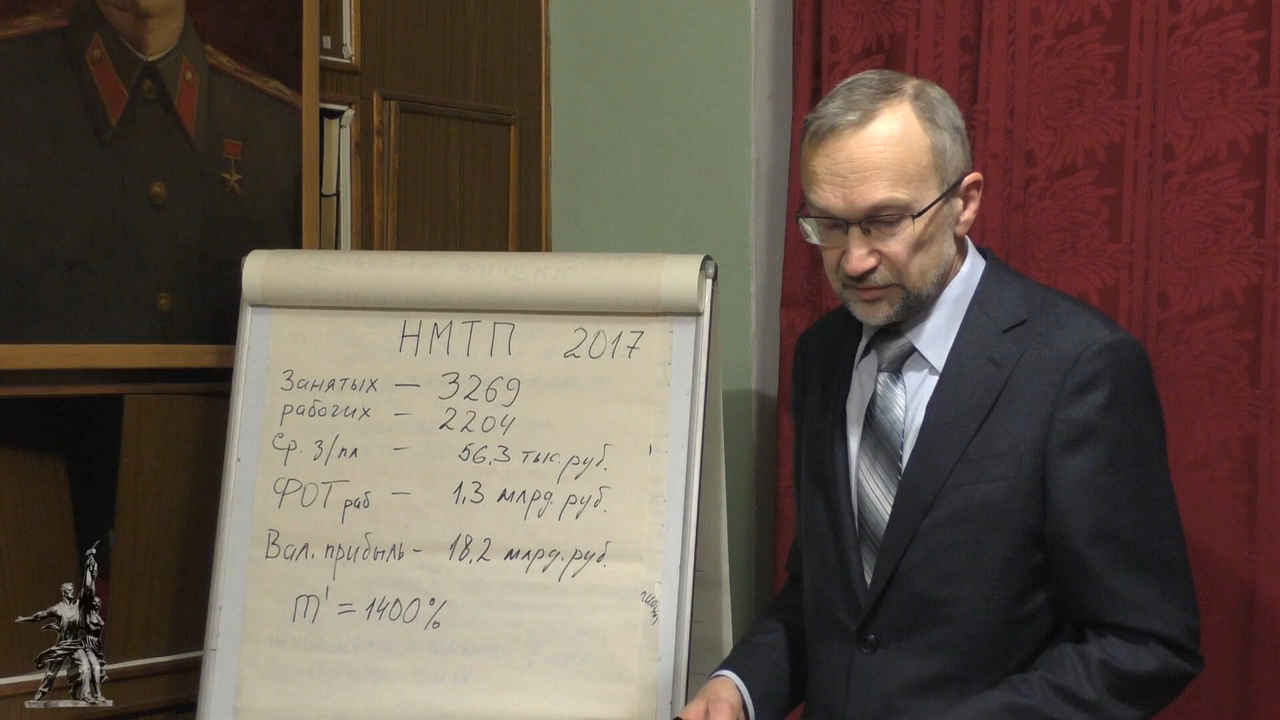 НМТП 2017
Занятых — 3269
рабочих — 2204
Ср. з/пл — 56,3 тыс. руб.
ФОТ раб — 1,3 млрд. руб.
Вал. прибыль - 18,2 млрд. руб.
m' = 1400%